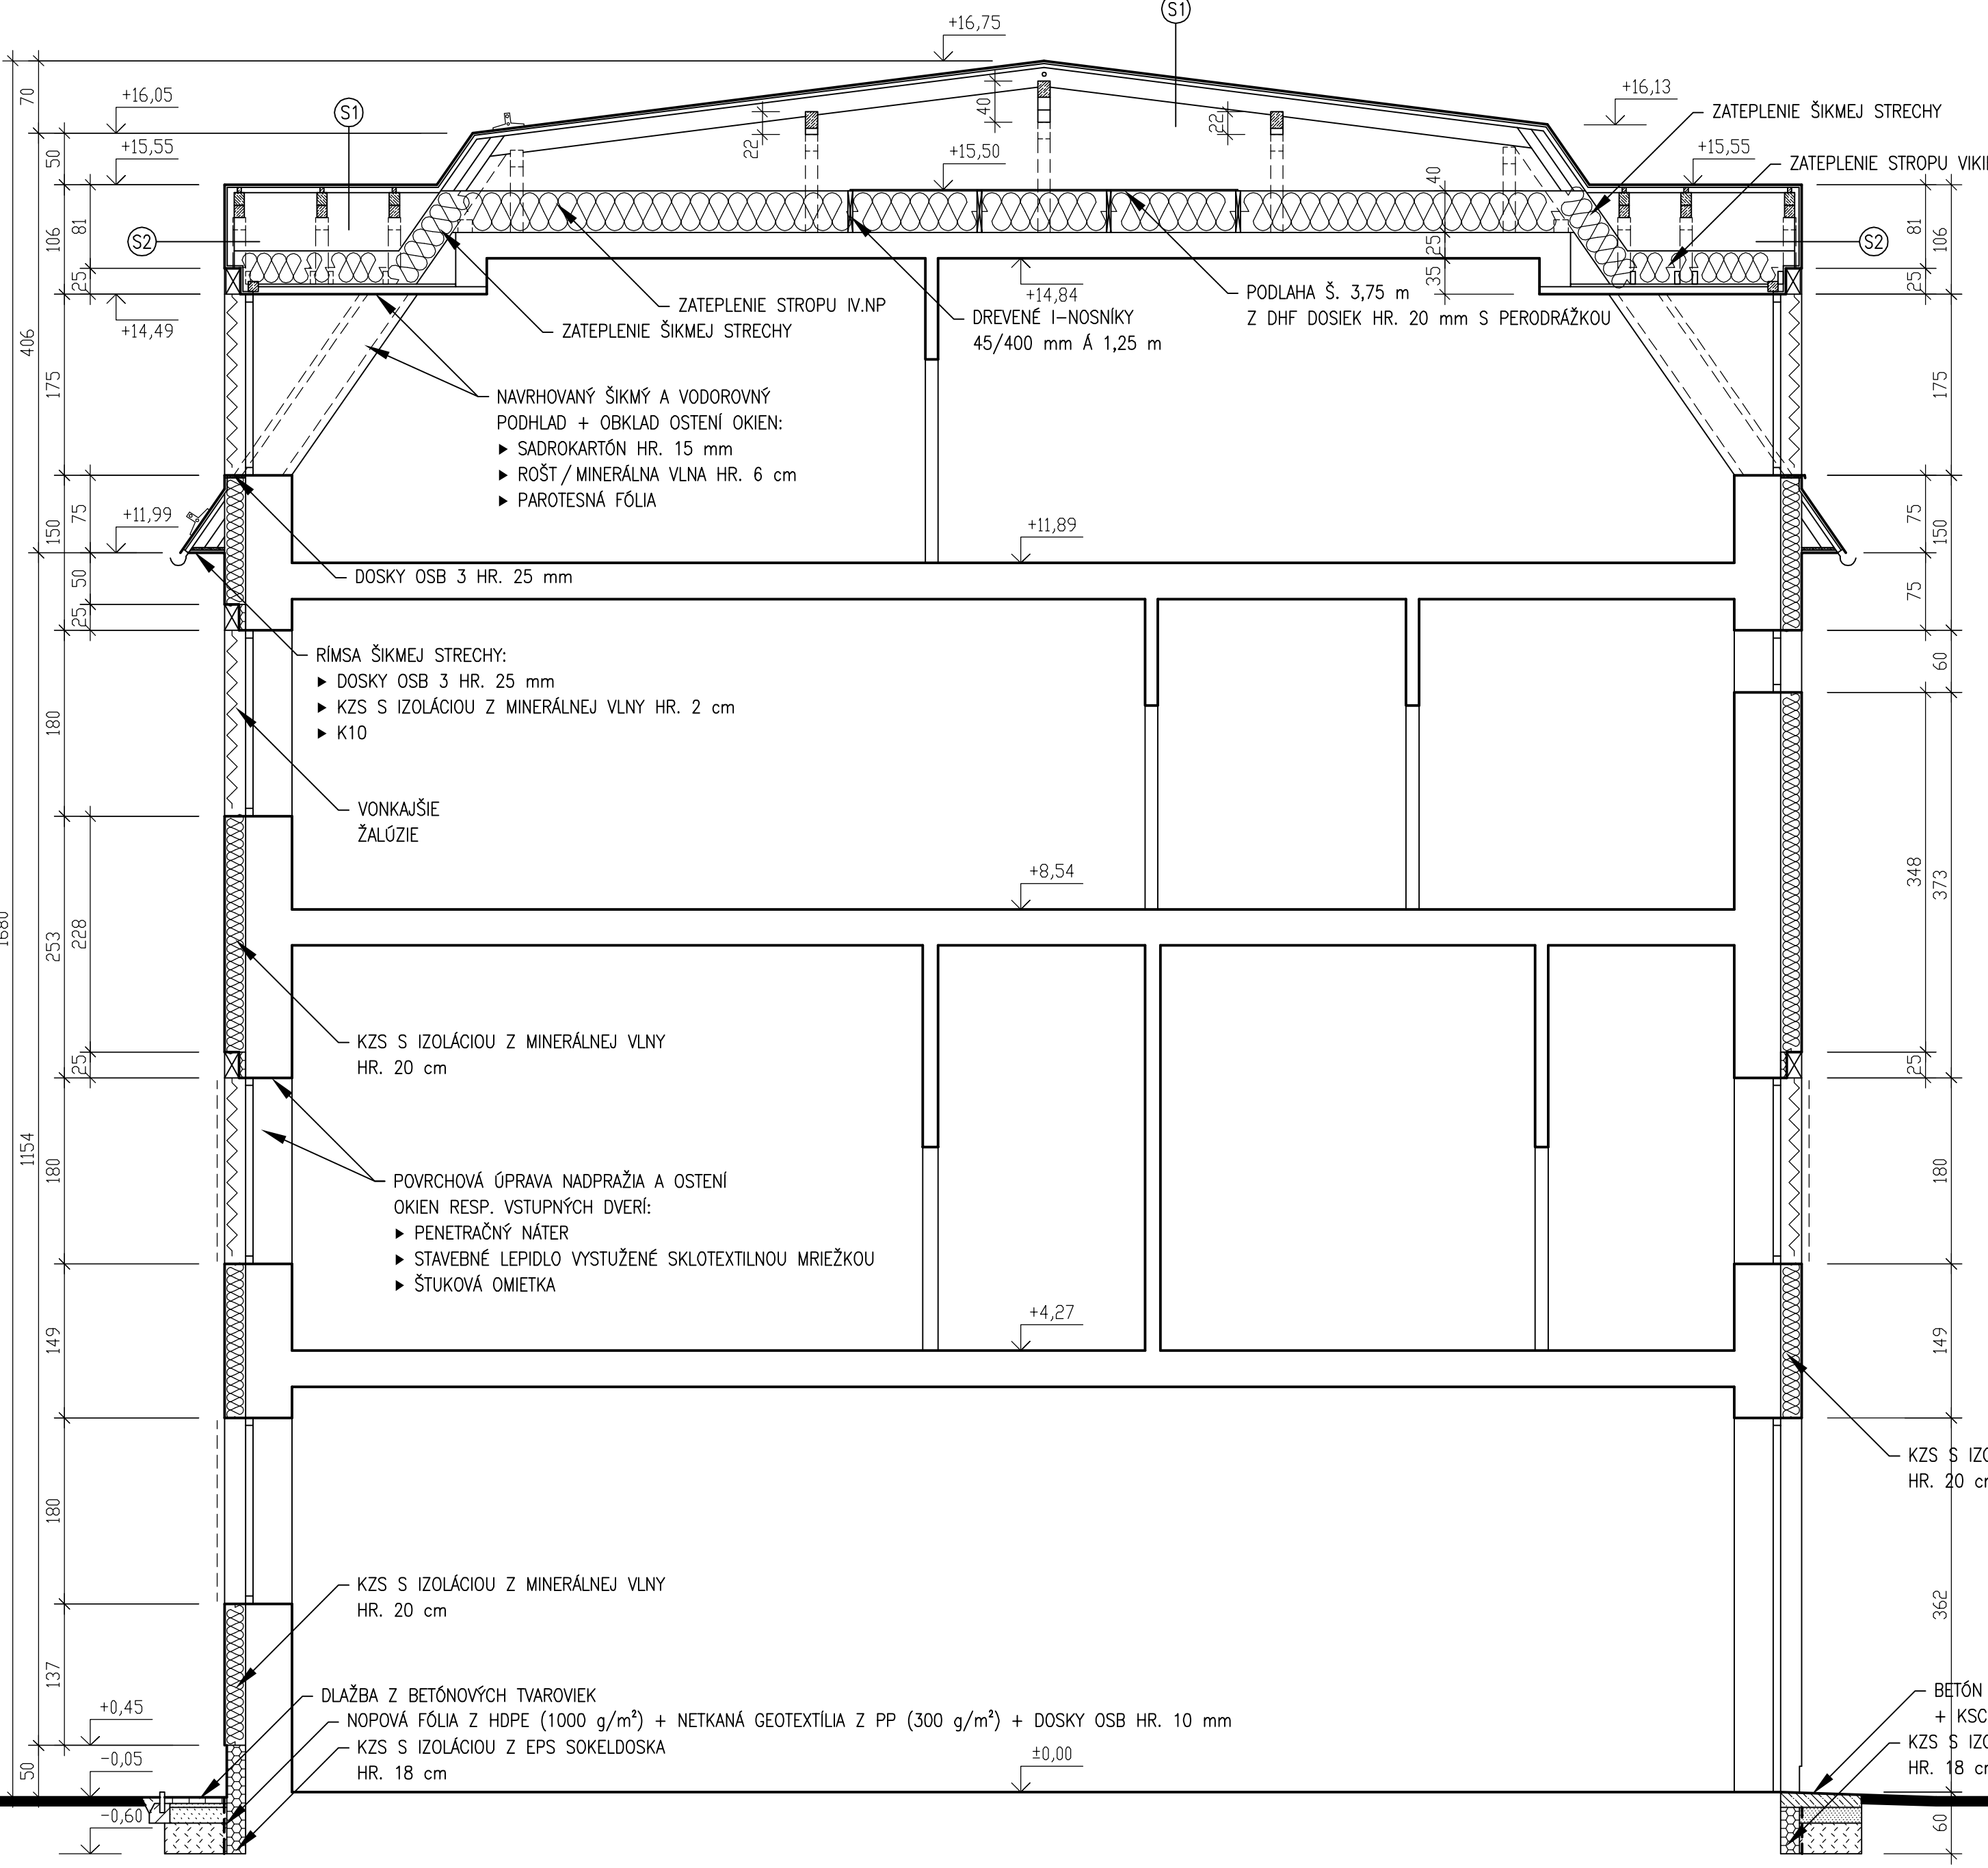 S1
+16,75
+16,05
S1
+16,13
ZATEPLENIE ŠIKMEJ STRECHY
+15,55
+15,50
+15,55
ZATEPLENIE STROPU
S2
S2
70
50
106
81
25
406
175
75
150
50
25
180
253
228
25
1154
180
149
180
137
50
1680
22
40
22
40
25
35
81
106
25
175
75
150
75
60
348
373
25
180
149
362
60
+14,49
+14,84
ZATEPLENIE STROPU IV.NP
ZATEPLENIE ŠIKMEJ STRECHY
DREVENÉ I-NOSNÍKY
45/400 mm Á 1,25 m
PODLAHA Š. 3,75 m
Z DHF DOSIEK HR. 20 mm S PERODRÁŽKOU
NAVRHOVANÝ ŠIKMÝ A VODOROVNÝ
PODHLAD + OBKLAD OSTENÍ OKIEN:
▶ SADROKARTÓN HR. 15 mm
▶ ROŠT/MINERÁLNA VLNA HR. 6 cm
▶ PAROTESNÁ FÓLIA
+11,99
+11,89
DOSKY OSB 3 HR. 25 mm
RÍMSA ŠIKMEJ STRECHY:
▶ DOSKY OSB 3 HR. 25 mm
▶ KZS S IZOLÁCIOU Z MINERÁLNEJ VLNY HR. 2 cm
▶ K10
VONKAJŠIE
ŽALÚZIE
+8,54
KZS S IZOLÁCIOU Z MINERÁLNEJ VLNY
HR. 20 cm
POVRCHOVÁ ÚPRAVA NADPRAŽIA A OSTENÍ
OKIEN RESP. VSTUPNÝCH DVERÍ:
▶ PENETRAČNÝ NÁTER
▶ STAVEBNÉ LEPIDLO VYSTUŽENÉ SKLOTEXTILNOU MRIEŽKOU
▶ ŠTUKOVÁ OMIETKA
+4,27
KZS S
HR. 20
KZS S IZOLÁCIOU Z MINERÁLNEJ VLNY
HR. 20 cm
DLAŽBA Z BETÓNOVÝCH TVAROVIEK
NOPOVÁ FÓLIA Z HDPE (1000 g/m²) + NETKANÁ GEOTEXTÍLIA Z PP (300 g/m²) + DOSKY OSB HR. 10 mm
KZS S IZOLÁCIOU Z EPS SOKELDOSKA
HR. 18 cm
+0,45
-0,05
-0,60
±0,00
BETÓN
+ KSC
KZS S
HR. 18